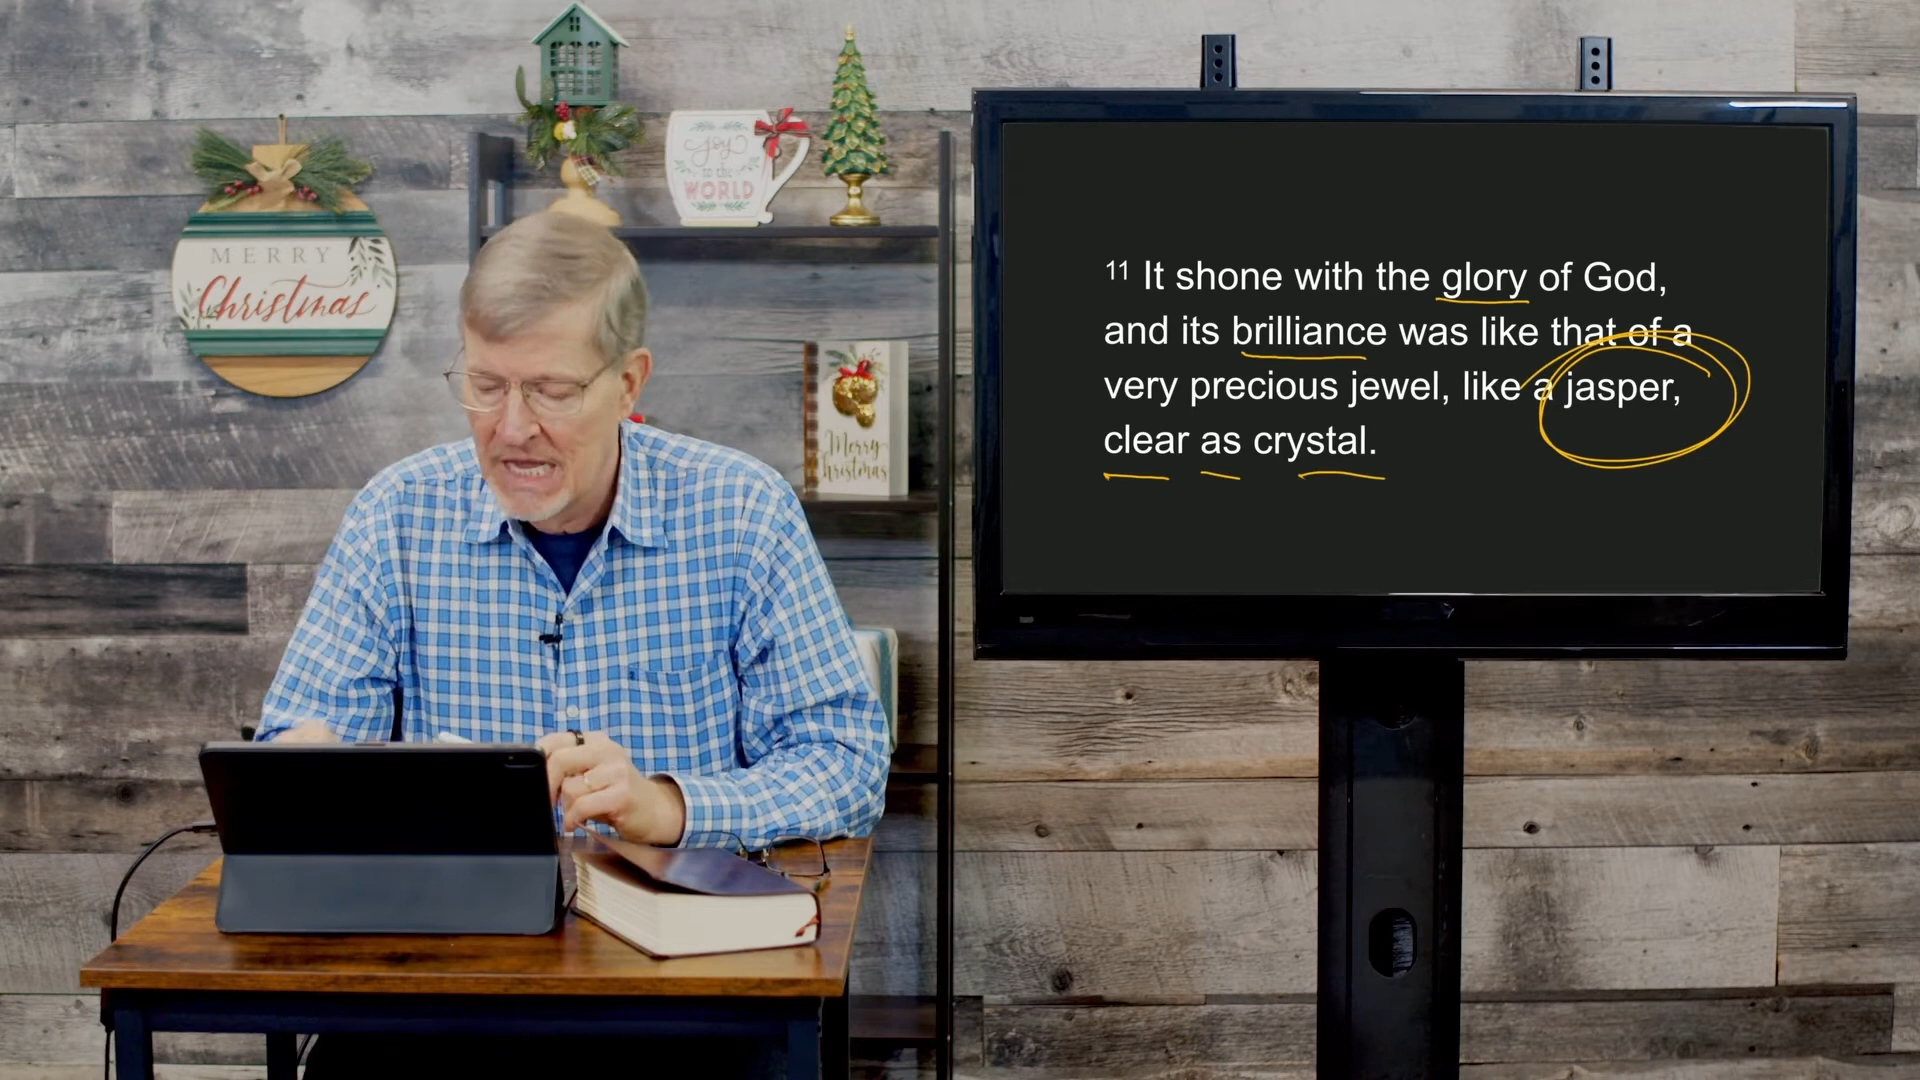 MERRY
Christmas
joy
to the
WORLD
Merry
Christmas
11 It shone with the glory of God,
and its brilliance was like that of a
very precious jewel, like a jasper,
clear as crystal.